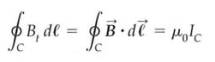 ∮_C B_t dℓ = ∮_C B⃗ · dℓ⃗ = μ₀I_C